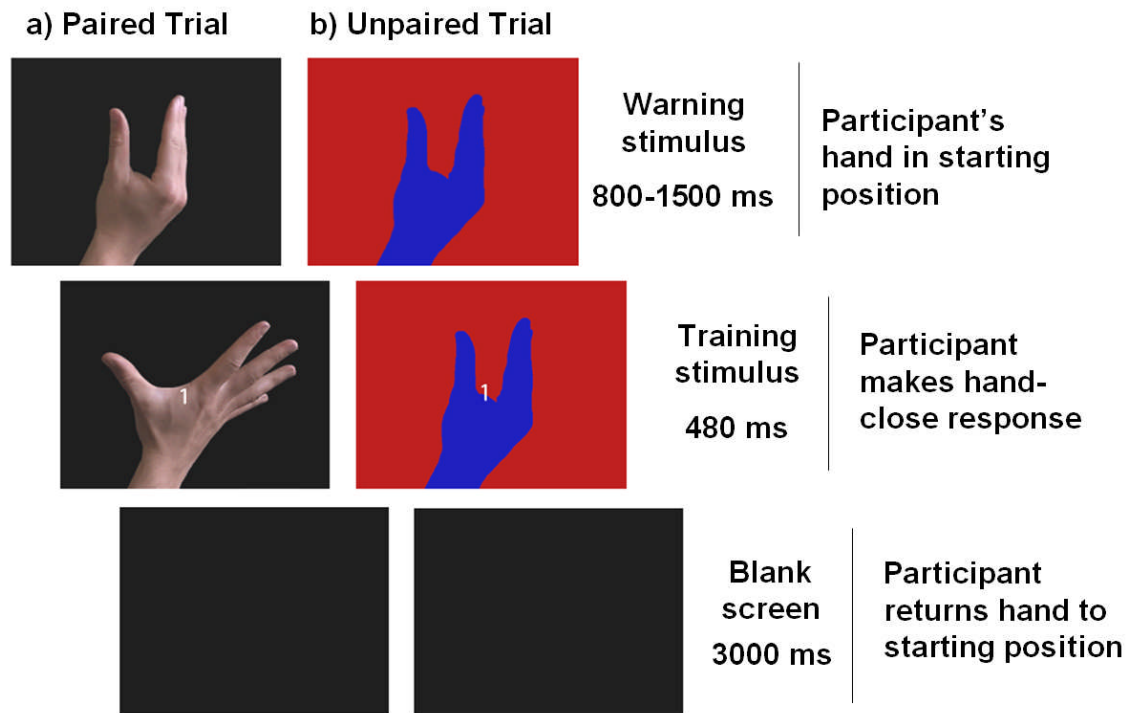 a) Paired Trial
b) Unpaired Trial
Warning
stimulus
800-1500 ms
Participant’s
hand in starting
position
1
1
Training
stimulus
480 ms
Participant
makes hand-
close response
Blank
screen
3000 ms
Participant
returns hand to
starting position